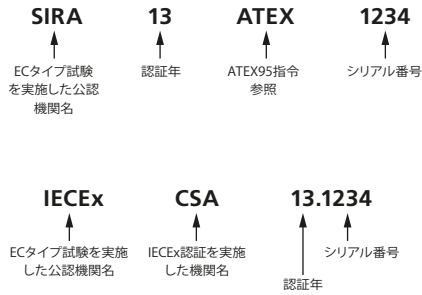 SIRA 13 ATEX 1234
ECタイプ試験
を実施した公認
機関名
認証年
ATEX95指令
参照
シリアル番号
IECEx CSA 13.1234
ECタイプ試験を実施
した公認機関名
IECEx認証を実施
した機関名
認証年
シリアル番号